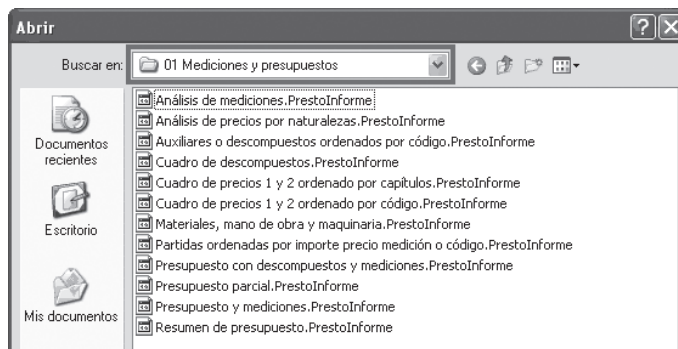 Abrir
Buscar en: 01 Mediciones y presupuestos
Documentos recientes
Escritorio
Mis documentos
Análisis de mediciones.PrestoInforme
Análisis de precios por naturalezas.PrestoInforme
Auxiliares o descompuestos ordenados por código.PrestoInforme
Cuadro de descompuestos.PrestoInforme
Cuadro de precios 1 y 2 ordenado por capítulos.PrestoInforme
Cuadro de precios 1 y 2 ordenado por código.PrestoInforme
Materiales, mano de obra y maquinaria.PrestoInforme
Partidas ordenadas por importe precio medición o código.PrestoInforme
Presupuesto con descompuestos y mediciones.PrestoInforme
Presupuesto parcial.PrestoInforme
Presupuesto y mediciones.PrestoInforme
Resumen de presupuesto.PrestoInforme